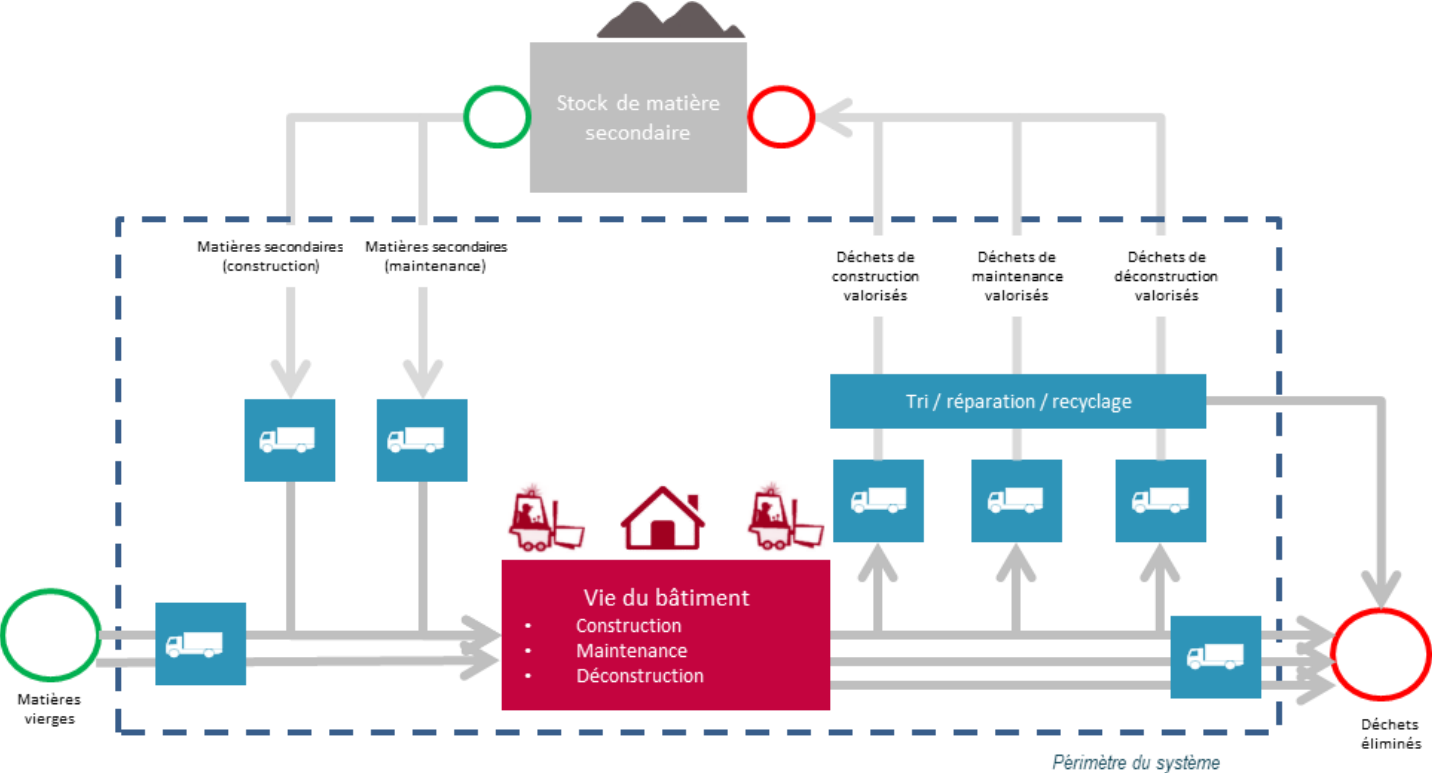 Stock de matière
secondaire
Matières secondaires
(construction)
Matières secondaires
(maintenance)
Déchets de
construction
valorisés
Déchets de
maintenance
valorisés
Déchets de
déconstruction
valorisés
Tri / réparation / recyclage
Vie du bâtiment
• Construction
• Maintenance
• Déconstruction
Matières
vierges
Déchets
éliminés
Périmètre du système